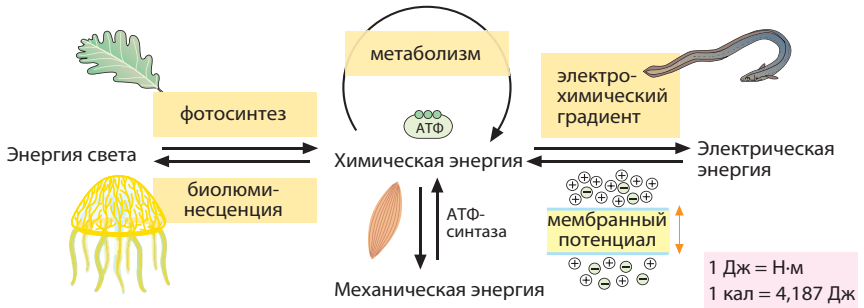 метаболизм
электро-
химический
градиент
фотосинтез
АТФ
Энергия света
Химическая энергия
Электрическая
энергия
биолюми-
несценция
АТФ-
синтаза
мембранный
потенциал
Механическая энергия
1 Дж = Н·м
1 кал = 4,187 Дж